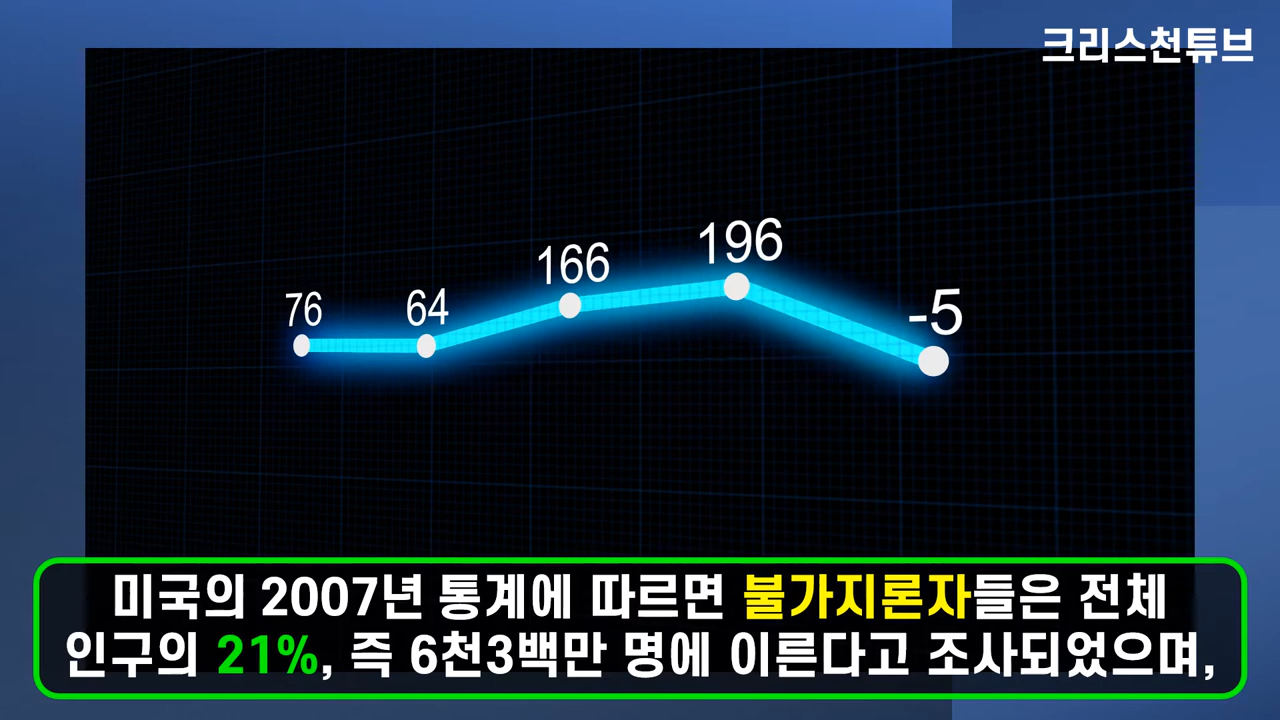 크리스천튜브
76
64
166
196
-5
미국의 2007년 통계에 따르면 불가지론자들은 전체
인구의 21%, 즉 6천3백만 명에 이른다고 조사되었으며,